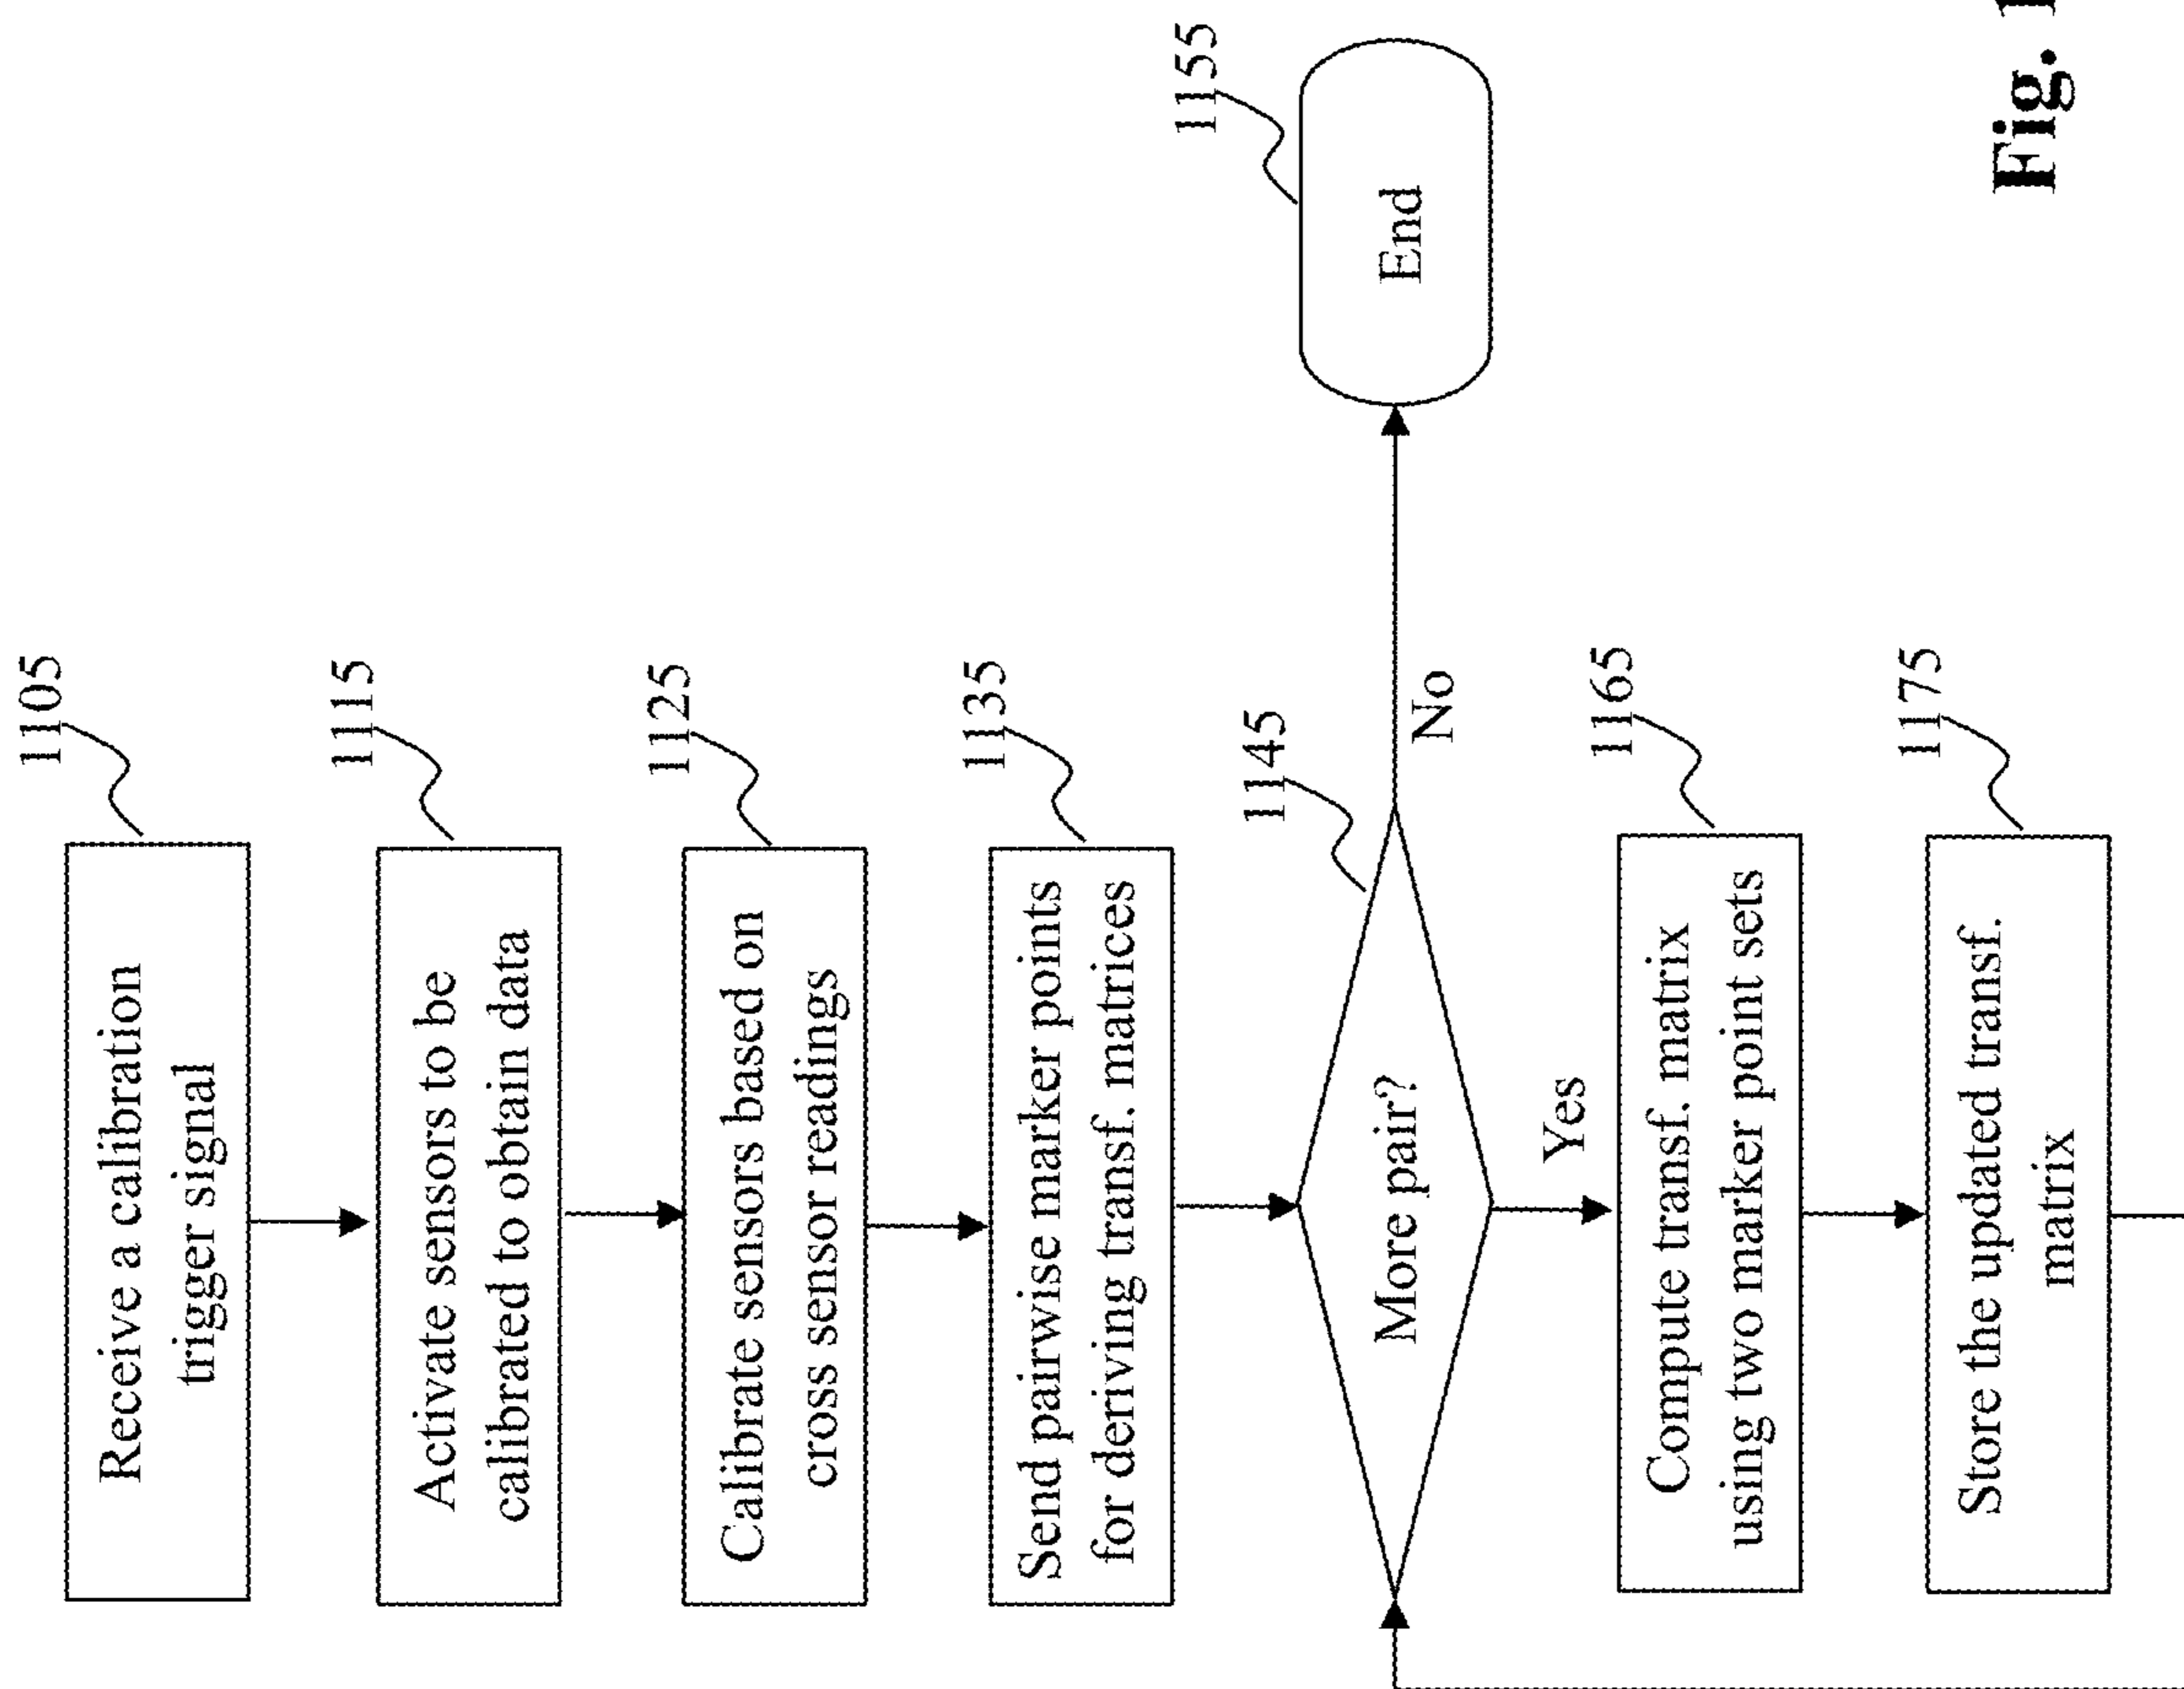 1105
Receive a calibration
trigger signal
1115
Activate sensors to be
calibrated to obtain data
1125
Calibrate sensors based on
cross sensor readings
1135
Send pairwise marker points
for deriving transf. matrices
1145
More pair?
No
1155
End
Yes
1165
Compute transf. matrix
using two marker point sets
1175
Store the updated transf.
matrix
Fig.